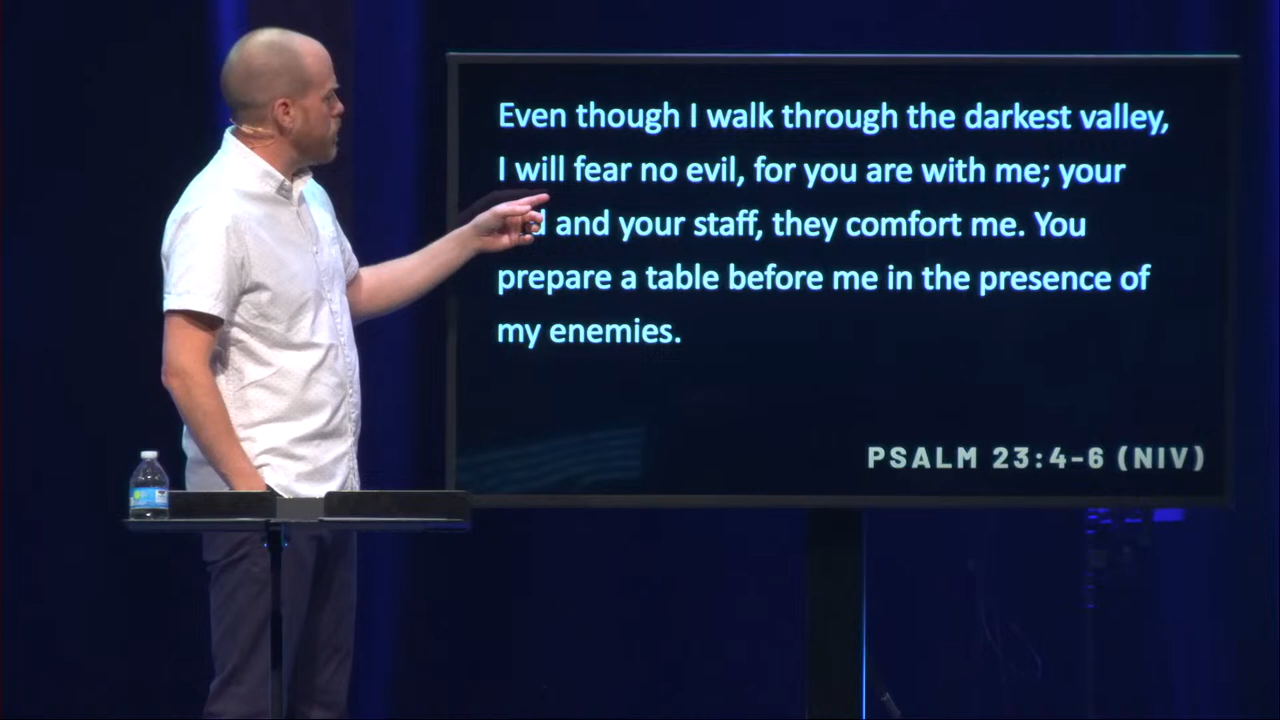 Even though I walk through the darkest valley,
I will fear no evil, for you are with me; your
and your staff, they comfort me. You
prepare a table before me in the presence of
my enemies.
PSALM 23:4-6 (NIV)